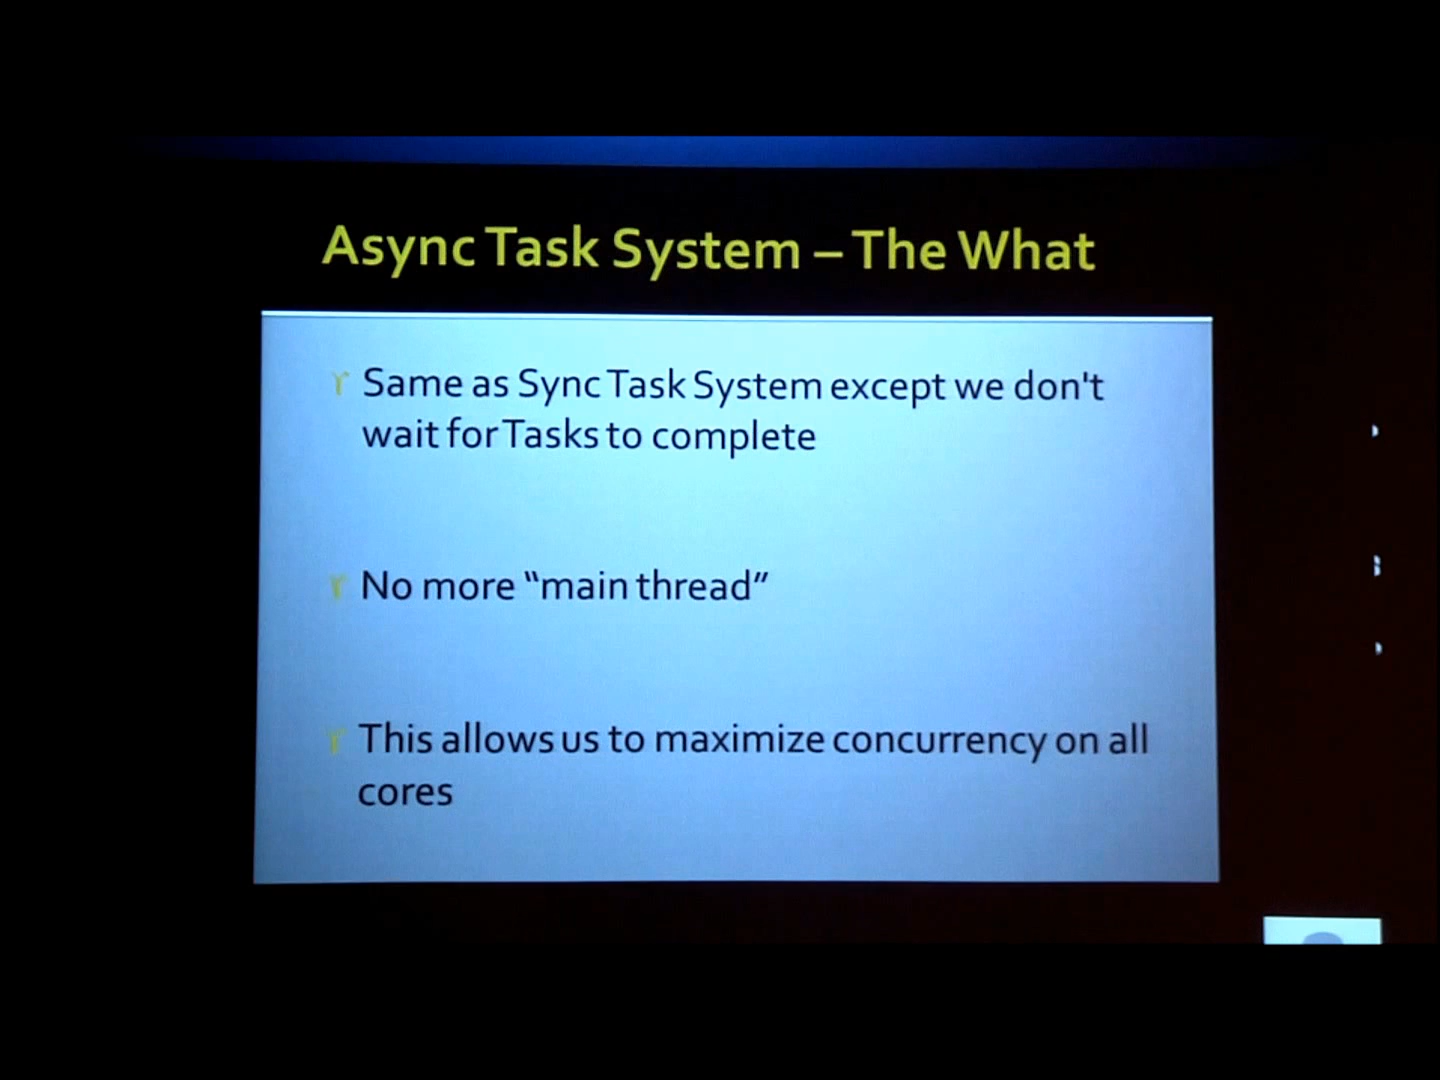 Async Task System – The What
Same as Sync Task System except we don't
wait for Tasks to complete
No more “main thread”
This allows us to maximize concurrency on all
cores